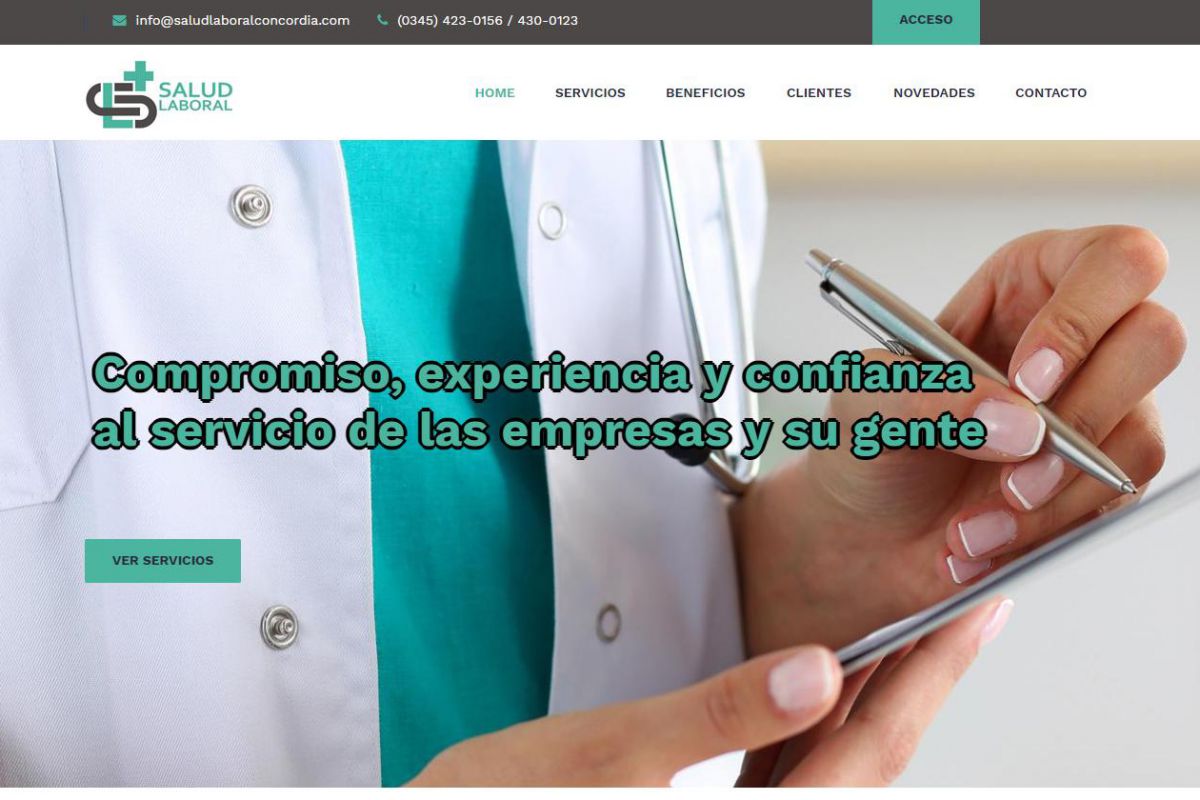 info@saludlaboralconcordia.com (0345) 423-0156 / 430-0123 ACCESO
SALUD
LABORAL
HOME SERVICIOS BENEFICIOS CLIENTES NOVEDADES CONTACTO
Compromiso, experiencia y confianza
al servicio de las empresas y su gente
VER SERVICIOS